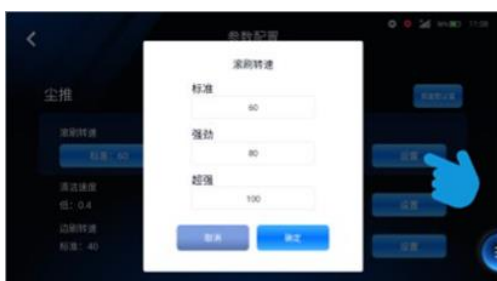 参数配置
17:08
滚刷转速
尘推
标准
60
滚刷转速
强劲
标准：60
80
设置
超强
清洁速度
100
低：0.4
设置
边刷转速
取消
确定
标准：40
设置